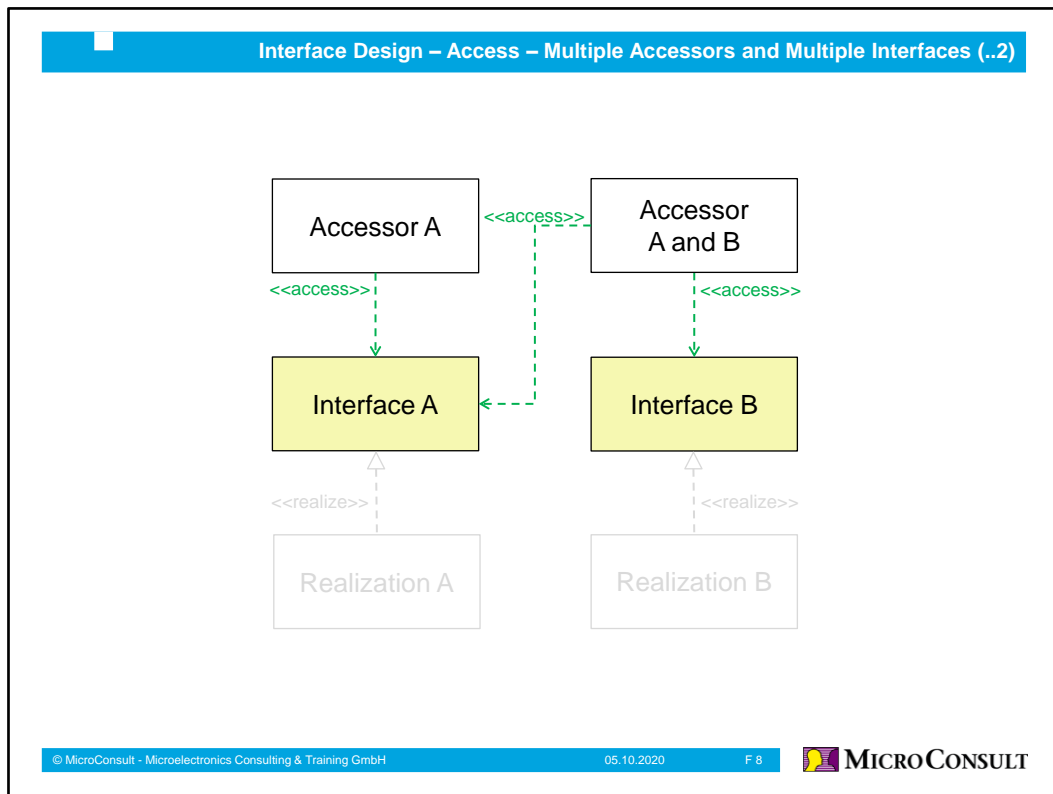 Interface Design – Access – Multiple Accessors and Multiple Interfaces (..2)
Accessor A
<<access>>
Accessor
A and B
<<access>>
<<access>>
Interface A
Interface B
<<realize>>
<<realize>>
Realization A
Realization B
© MicroConsult - Microelectronics Consulting & Training GmbH
05.10.2020
F 8
MICROCONSULT